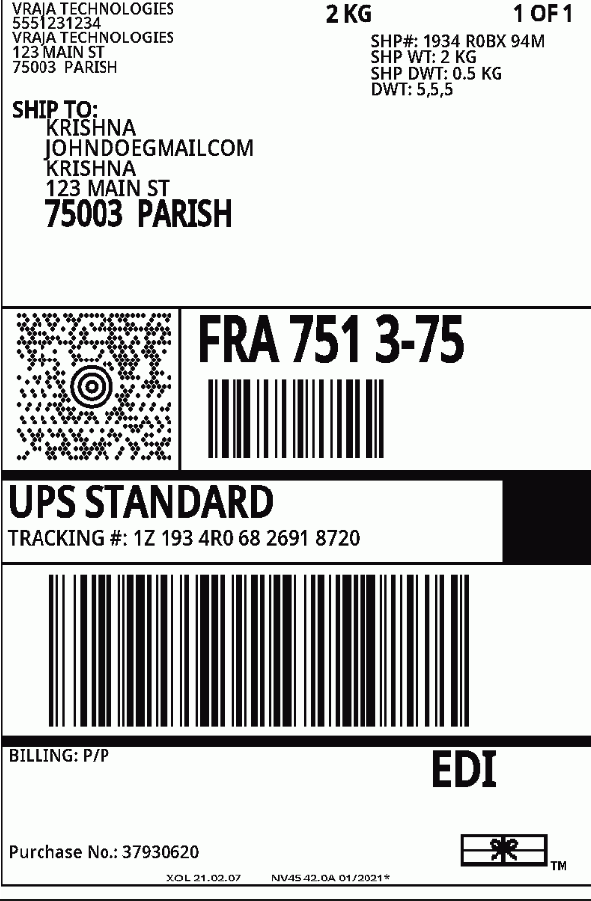 VRAJA TECHNOLOGIES
5551231234
VRAJA TECHNOLOGIES
123 MAIN ST
75003 PARISH
2 KG
1 OF 1
SHP#: 1934 R0BX 94M
SHP WT: 2 KG
SHP DWT: 0.5 KG
DWT: 5,5,5
SHIP TO:
KRISHNA
JOHNDOEGMAILCOM
KRISHNA
123 MAIN ST
75003 PARISH
FRA 751 3-75
UPS STANDARD
TRACKING #: 1Z 193 4R0 68 2691 8720
BILLING: P/P
EDI
Purchase No.: 37930620
TM
XOL 21.02.07 NV45 42.0A 01/2021*